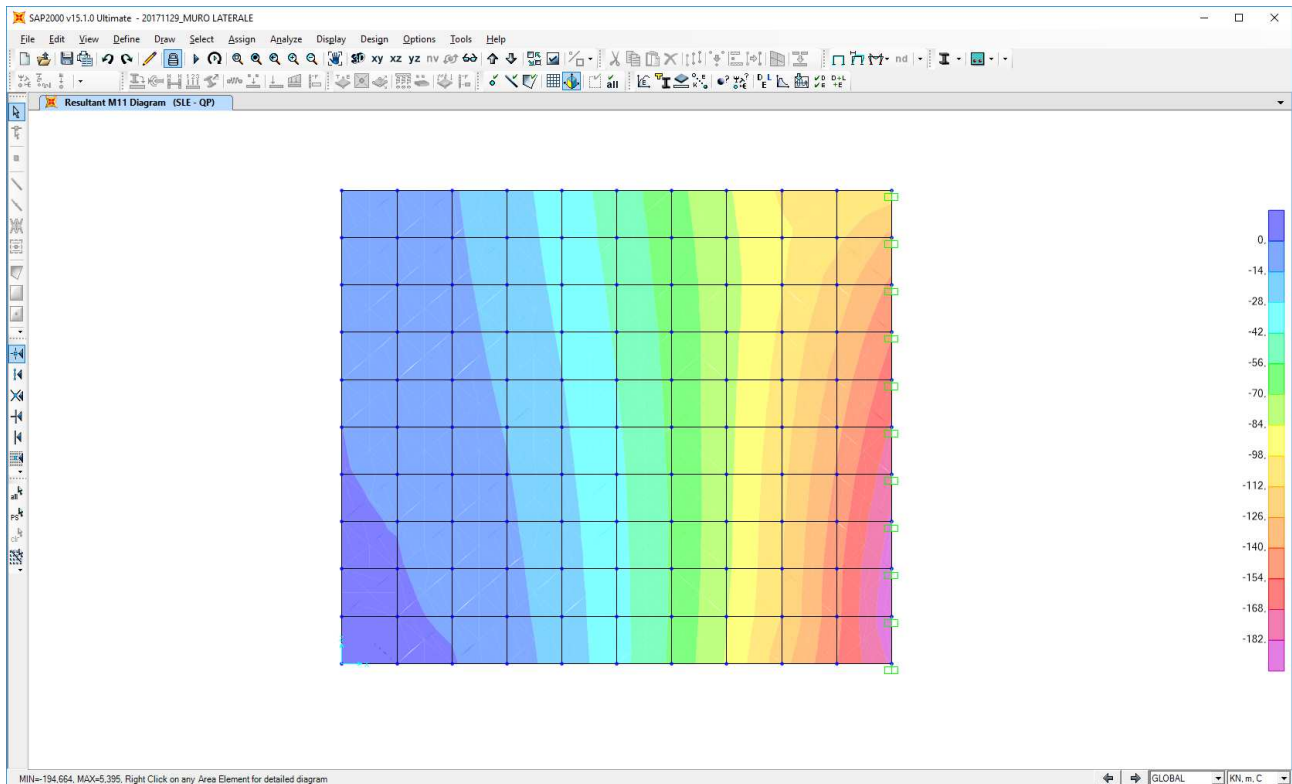 SAP2000 v15.1.0 Ultimate - 20171129_MURO LATERALE
File Edit View Define Draw Select Assign Analyze Display Design Options Tools Help
xy xz yz nv
nd
all
Resultant M11 Diagram (SLE - QP)
0,
-14,
-28,
-42,
-56,
-70,
-84,
-98,
-112,
-126,
-140,
-154,
-168,
-182,
all
PS
MIN=-194,664, MAX=5,395, Right Click on any Area Element for detailed diagram
GLOBAL
KN, m, C